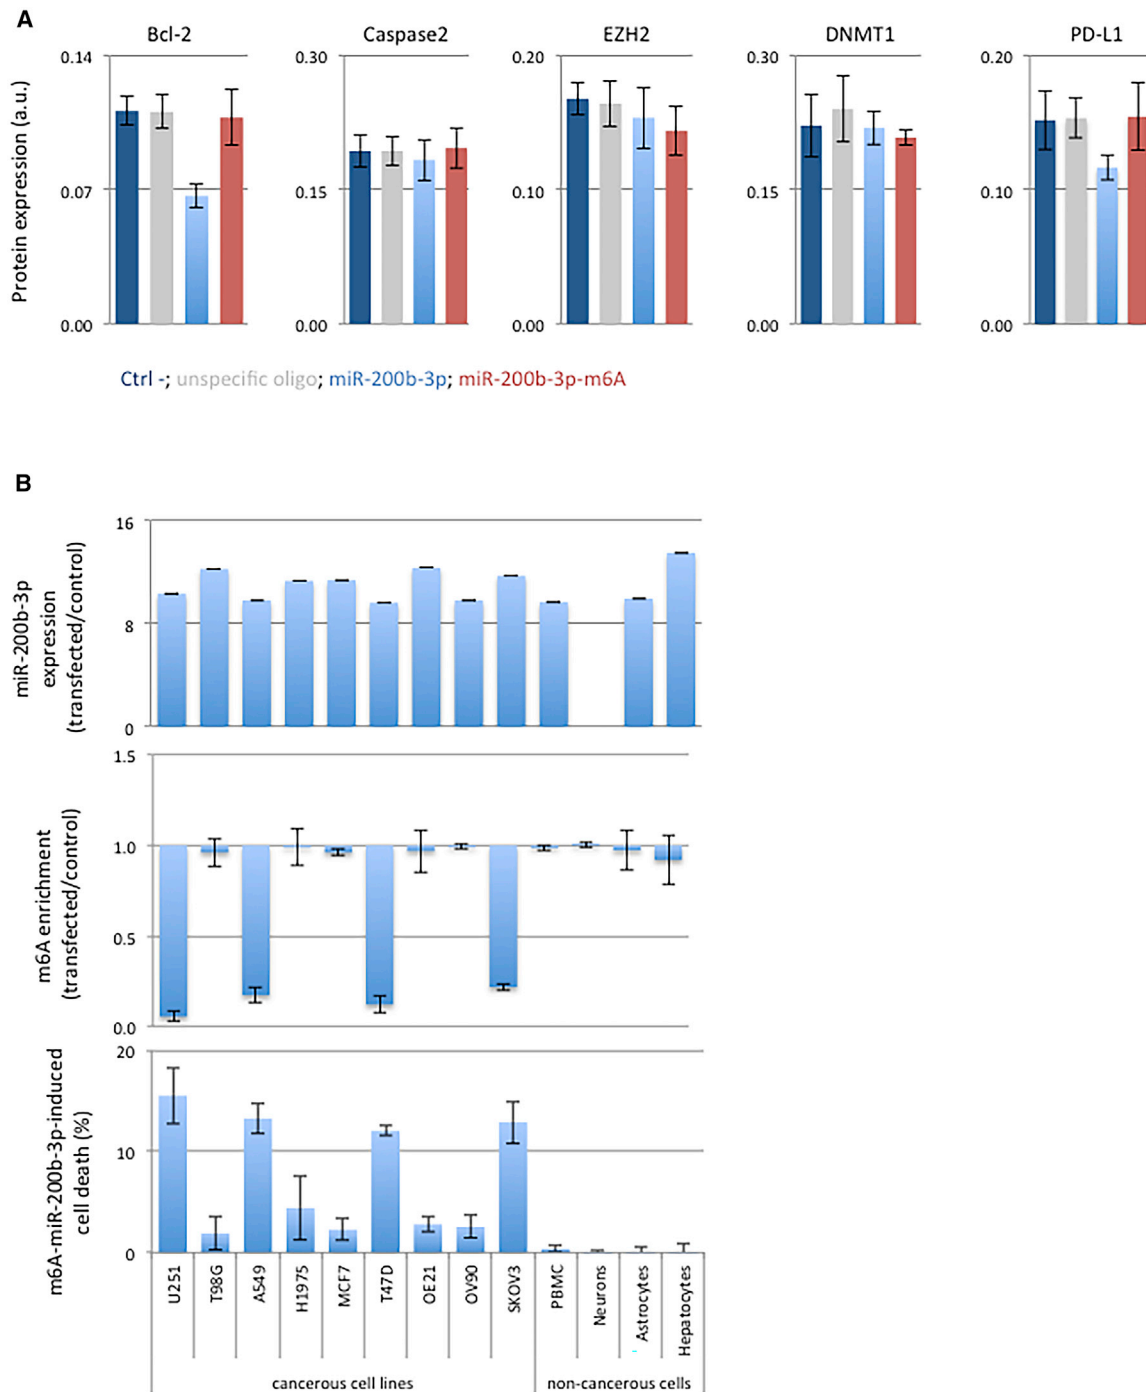 A
Bcl-2 Caspase2 EZH2 DNMT1 PD-L1
Protein expression (a.u.)
0.14 0.30 0.20 0.30 0.20
0.07 0.15 0.10 0.15 0.10
0.00 0.00 0.00 0.00 0.00
Ctrl -; unspecific oligo; miR-200b-3p; miR-200b-3p-m6A
B
miR-200b-3p
expression
(transfected/control)
16
8
0
m6A enrichment
(transfected/control)
1.5
1.0
0.5
0.0
m6A-miR-200b-3p-induced
cell death (%)
20
10
0
U251
T98G
A549
H1975
MCF7
T47D
OE21
OV90
SKOV3
PBMC
Neurons
Astrocytes
Hepatocytes
cancerous cell lines non-cancerous cells